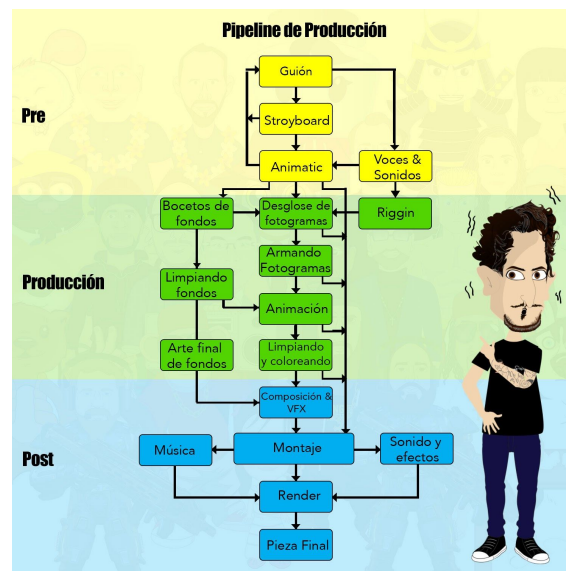 Pipeline de Producción
Pre
Guión
Stroyboard
Animatic
Voces &
Sonidos
Producción
Bocetos de
fondos
Desglose de
fotogramas
Riggin
Armando
Fotogramas
Limpiando
fondos
Animación
Arte final
de fondos
Limpiando
y coloreando
Post
Composición &
VFX
Música
Montaje
Sonido y
efectos
Render
Pieza Final